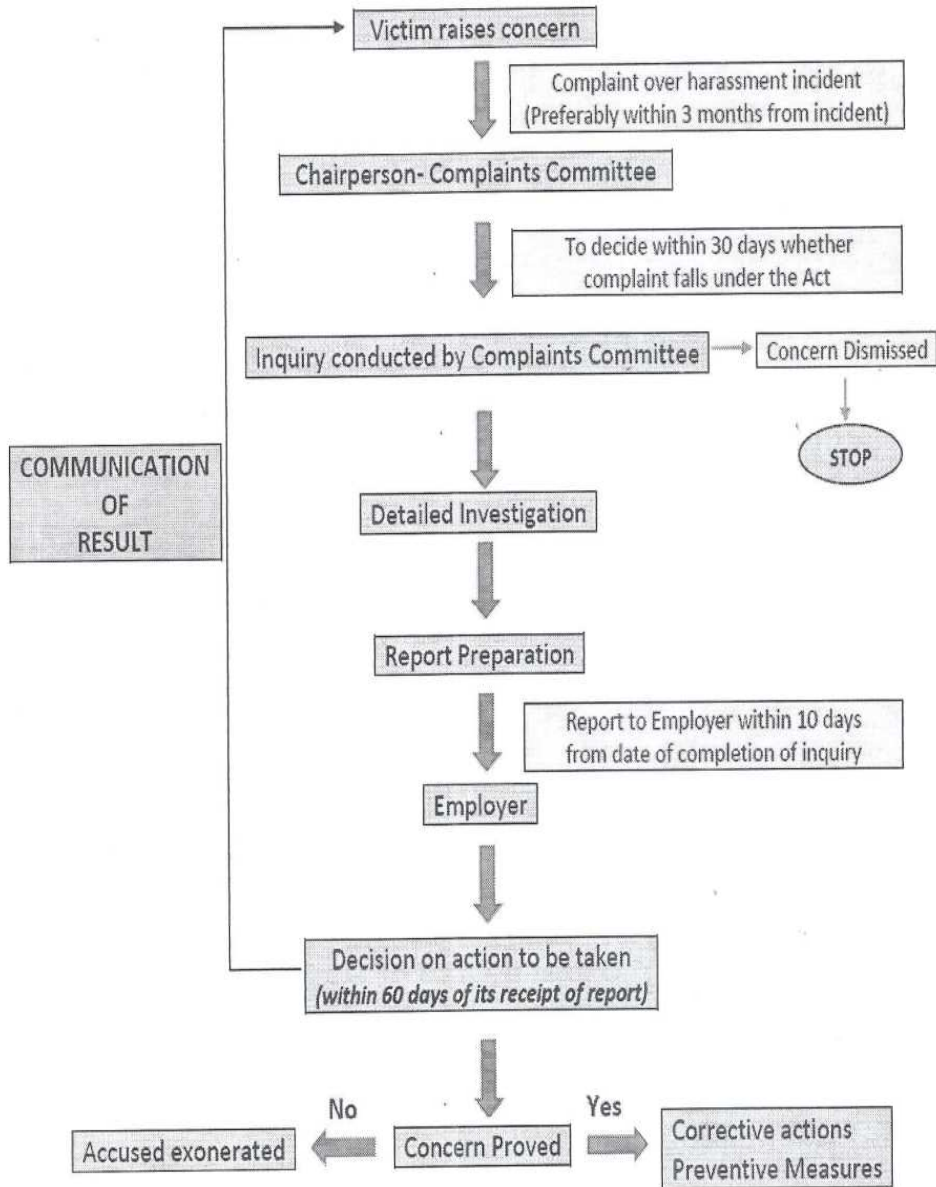 Victim raises concern
Complaint over harassment incident
(Preferably within 3 months from incident)
Chairperson- Complaints Committee
To decide within 30 days whether
complaint falls under the Act
Inquiry conducted by Complaints Committee
Concern Dismissed
STOP
COMMUNICATION
OF
RESULT
Detailed Investigation
Report Preparation
Report to Employer within 10 days
from date of completion of inquiry
Employer
Decision on action to be taken
(within 60 days of its receipt of report)
No
Yes
Accused exonerated
Concern Proved
Corrective actions
Preventive Measures